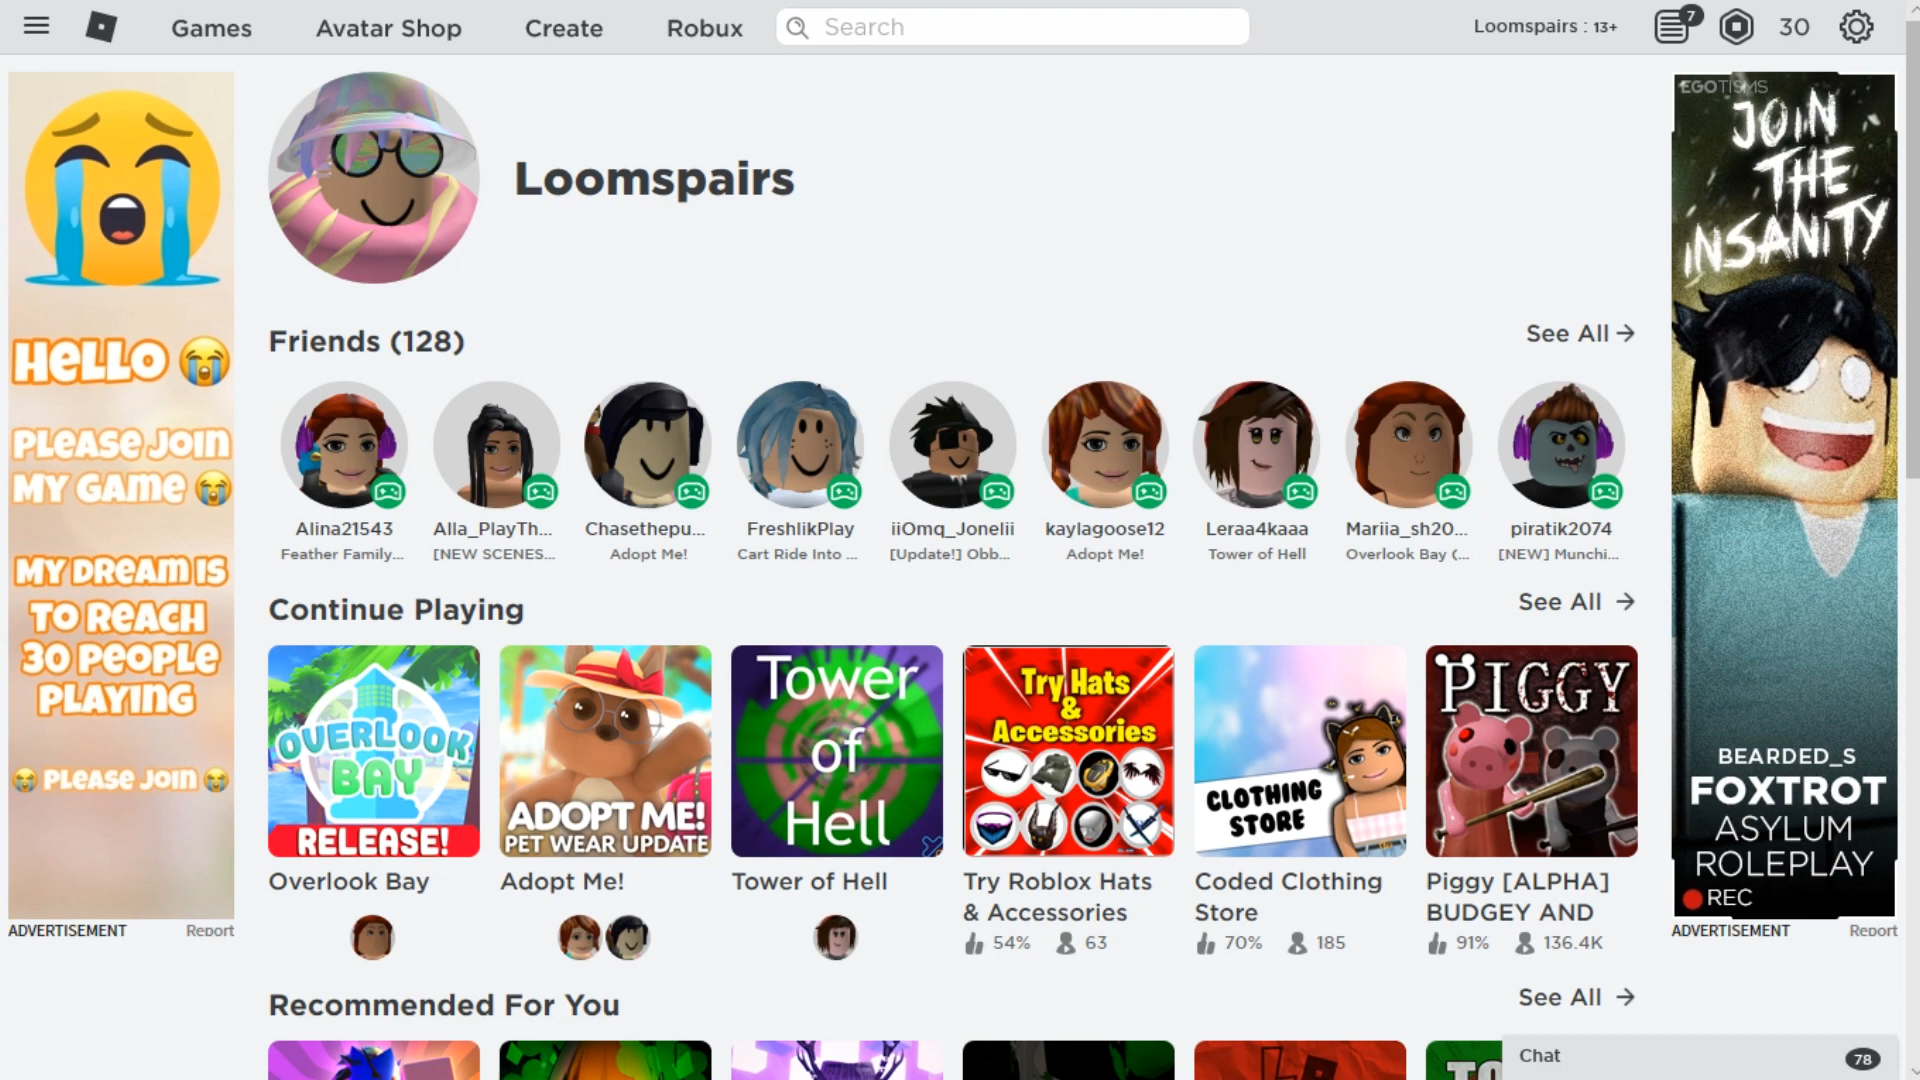 Games
Avatar Shop
Create
Robux
Search
Loomspairs : 13+
7
30
HELLO
PLEASE JOIN
MY GAME
MY DREAM IS
TO REACH
30 PEOPLE
PLAYING
PLEASE JOIN
ADVERTISEMENT
Report
Loomspairs
Friends (128)
See All
Alina21543
Feather Family...
Alla_PlayTh...
[NEW SCENES...
Chasethepu...
Adopt Me!
FreshlikPlay
Cart Ride Into ...
iiOmq_Jonelii
[Update!] Obb...
kaylagoose12
Adopt Me!
Leraa4kaaa
Tower of Hell
Mariia_sh20...
Overlook Bay (...
piratik2074
[NEW] Munchi...
Continue Playing
See All
OVERLOOK
BAY
RELEASE!
Overlook Bay
ADOPT ME!
PET WEAR UPDATE
Adopt Me!
Tower
of
Hell
Tower of Hell
Try Hats
&
Accessories
Try Roblox Hats
& Accessories
54%
63
CLOTHING
STORE
Coded Clothing
Store
70%
185
PIGGY
Piggy [ALPHA]
BUDGEY AND
91%
136.4K
Recommended For You
See All
EGOTISMS
JOIN
THE
INSANITY
BEARDED_S
FOXTROT
ASYLUM
ROLEPLAY
REC
ADVERTISEMENT
Report
Chat
78